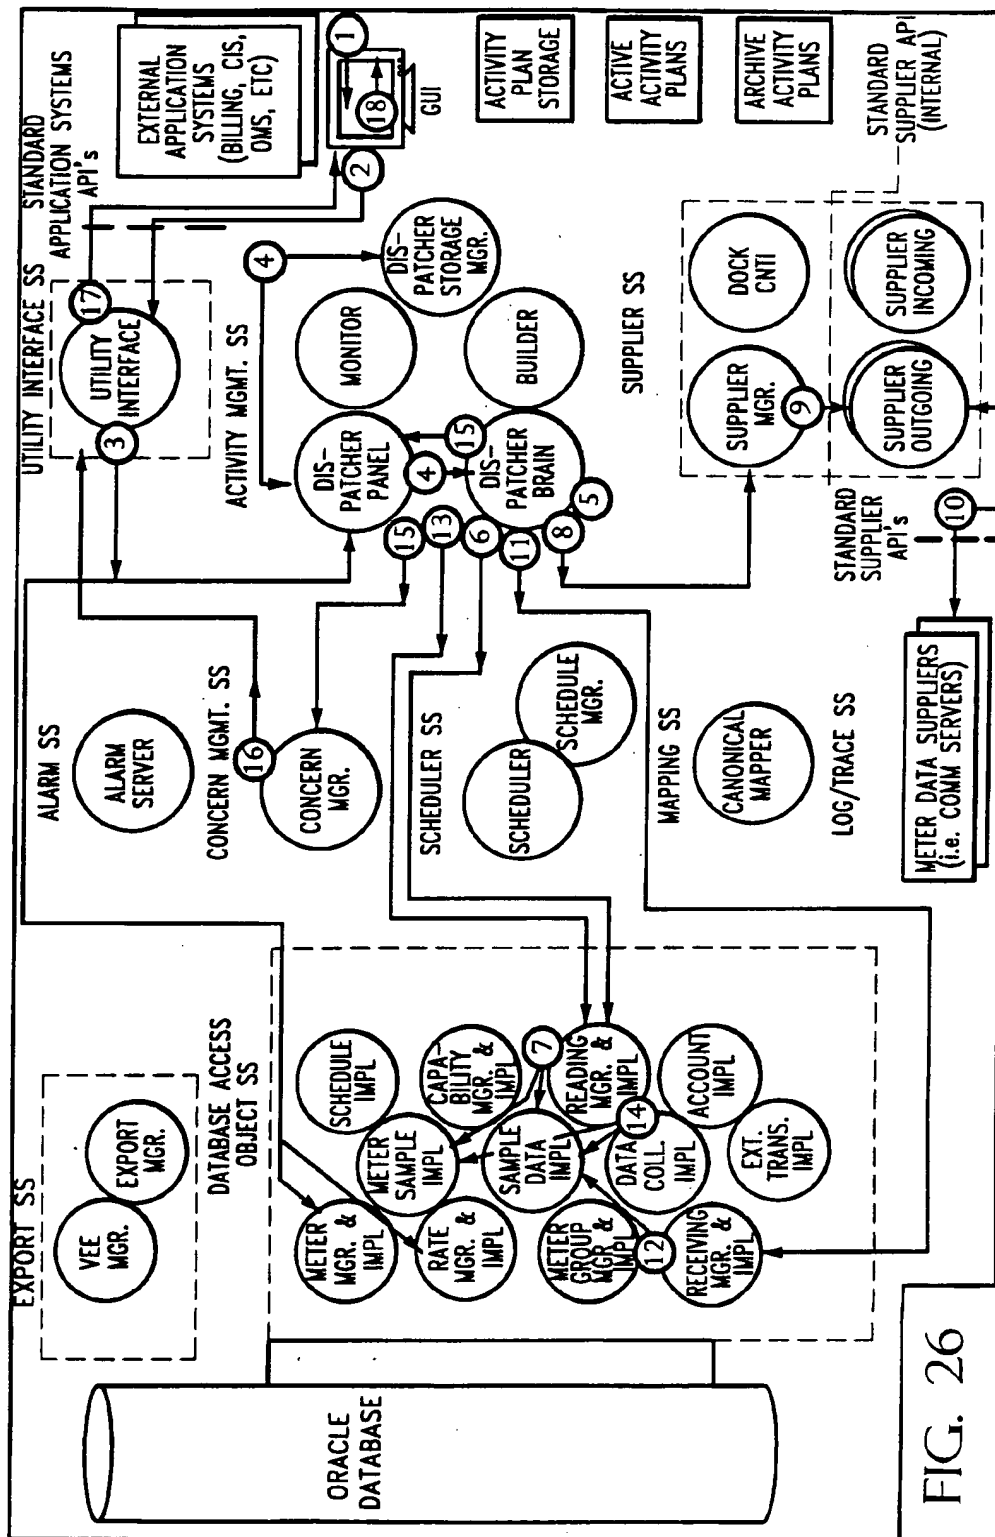 EXPORT SS
VEE
MGR.
EXPORT
MGR.
ORACLE
DATABASE
DATABASE ACCESS
OBJECT SS
METER
MGR. &
IMPL
RATE
MGR. &
IMPL
METER
GROUP
MGR &
IMPL
12
RECEIVING
MGR. &
IMPL
METER
SAMPLE
IMPL
SAMPLE
DATA
IMPL
DATA
COLL.
IMPL
14
EXT.
TRANS.
IMPL
SCHEDULE
IMPL
CAPA-
BILITY
MGR. &
IMPL
7
READING
MGR. &
IMPL
ACCOUNT
IMPL
ALARM SS
ALARM
SERVER
CONCERN MGMT. SS
16
CONCERN
MGR.
SCHEDULER SS
SCHEDULER
SCHEDULE
MGR.
MAPPING SS
CANONICAL
MAPPER
LOG/TRACE SS
METER DATA SUPPLIERS
(i.e. COMM SERVERS)
UTILITY INTERFACE SS
3
UTILITY
INTERFACE
17
STANDARD
APPLICATION SYSTEMS
API's
EXTERNAL
APPLICATION
SYSTEMS
(BILLING, CIS,
OMS, ETC)
1
18
2
GUI
ACTIVITY MGMT. SS
4
MONITOR
DIS-
PATCHER
STORAGE
MGR.
DIS-
PATCHER
PANEL
4
15
DIS-
PATCHER
BRAIN
BUILDER
15
13
6
11
8
5
ACTIVITY
PLAN
STORAGE
ACTIVE
ACTIVITY
PLANS
ARCHIVE
ACTIVITY
PLANS
SUPPLIER SS
SUPPLIER
MGR.
9
DOCK
CNTl
SUPPLIER
OUTGOING
SUPPLIER
INCOMING
STANDARD
SUPPLIER API
(INTERNAL)
STANDARD
SUPPLIER
API's
10
FIG. 26